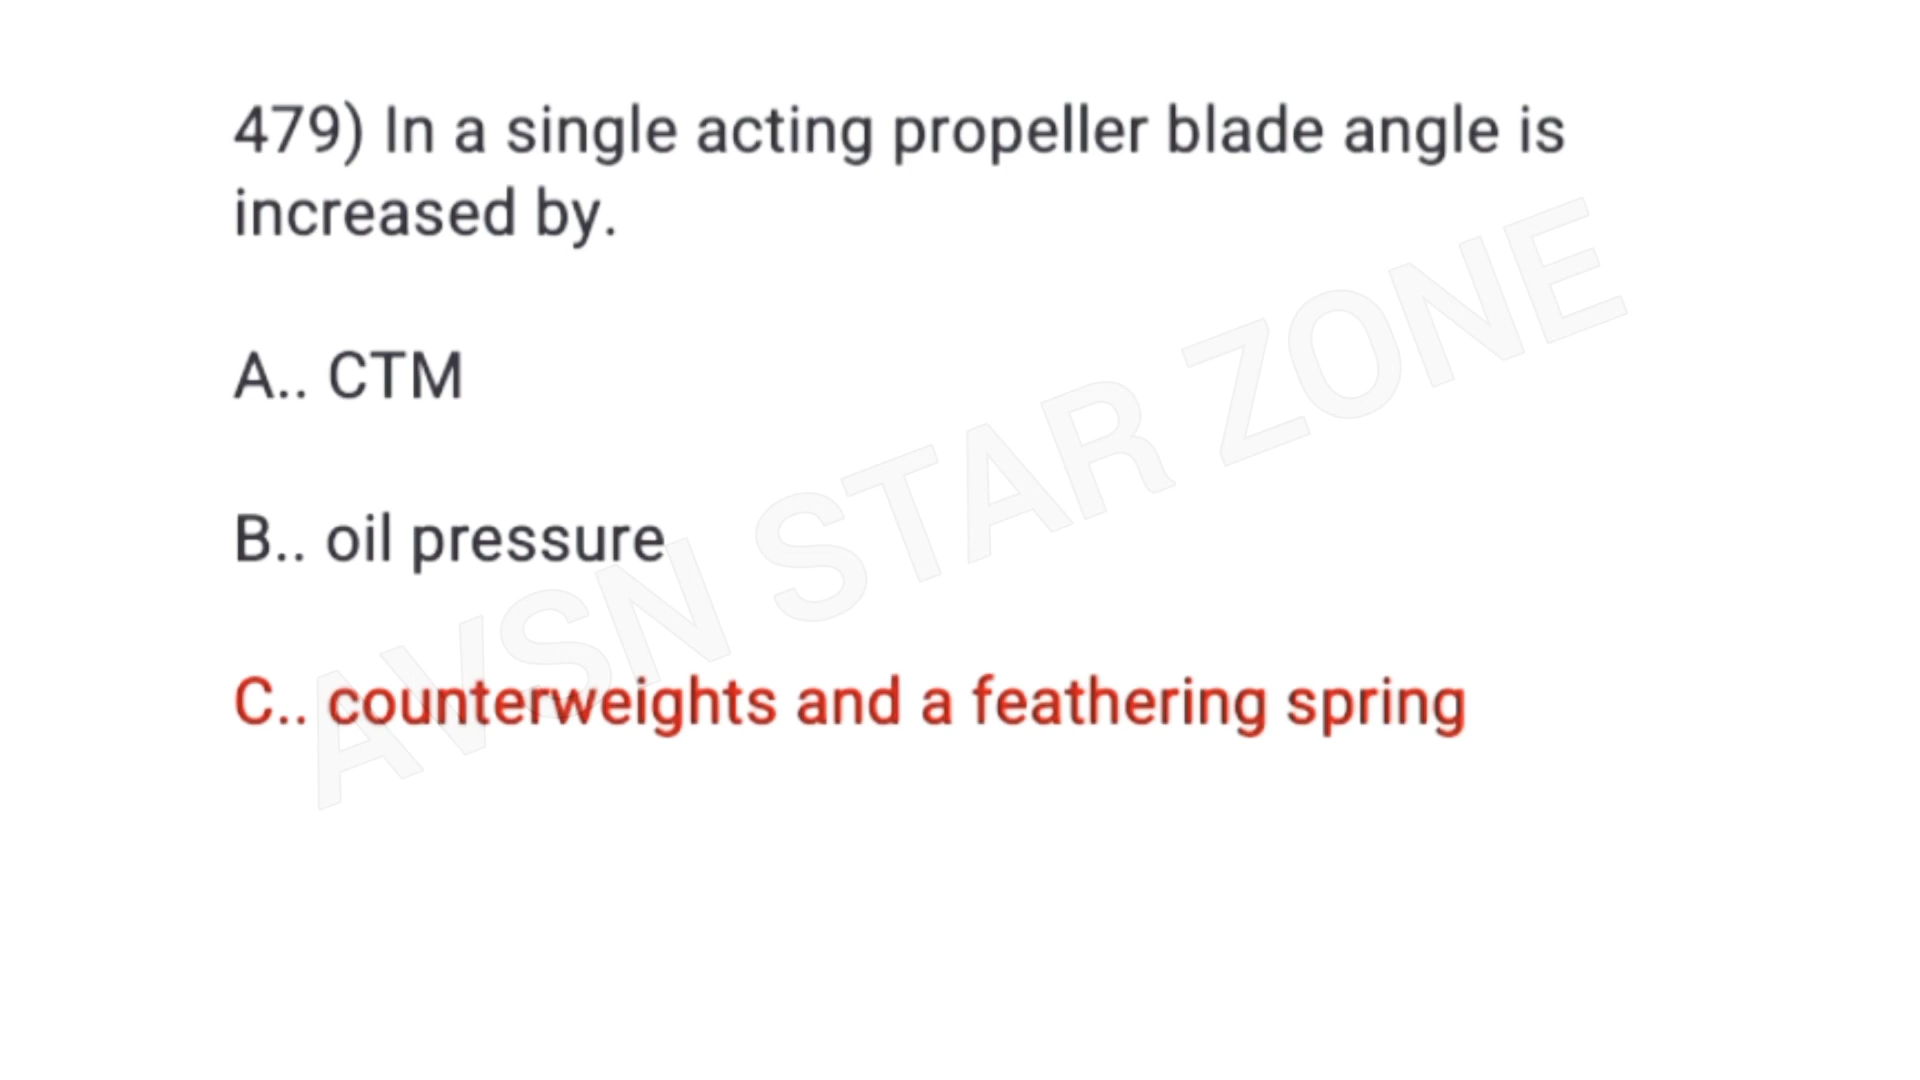 479) In a single acting propeller blade angle is
increased by.
A.. CTM
B.. oil pressure
C.. counterweights and a feathering spring
AVSN STAR ZONE